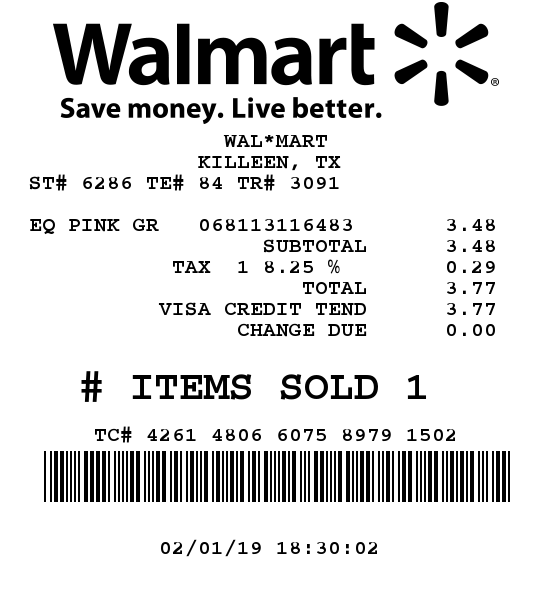 Walmart
®
Save money. Live better.
WAL*MART
KILLEEN, TX
ST# 6286 TE# 84 TR# 3091
EQ PINK GR 068113116483 3.48
SUBTOTAL 3.48
TAX 1 8.25 % 0.29
TOTAL 3.77
VISA CREDIT TEND 3.77
CHANGE DUE 0.00
# ITEMS SOLD 1
TC# 4261 4806 6075 8979 1502
02/01/19 18:30:02